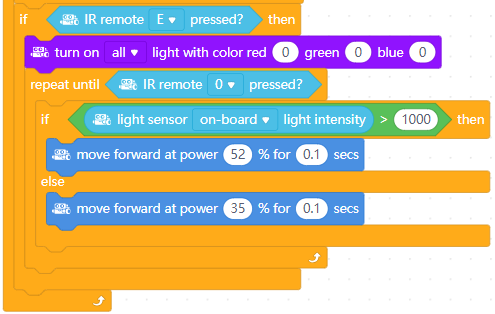 if IR remote E pressed? then
turn on all light with color red 0 green 0 blue 0
repeat until IR remote 0 pressed?
if light sensor on-board light intensity > 1000 then
move forward at power 52 % for 0.1 secs
else
move forward at power 35 % for 0.1 secs